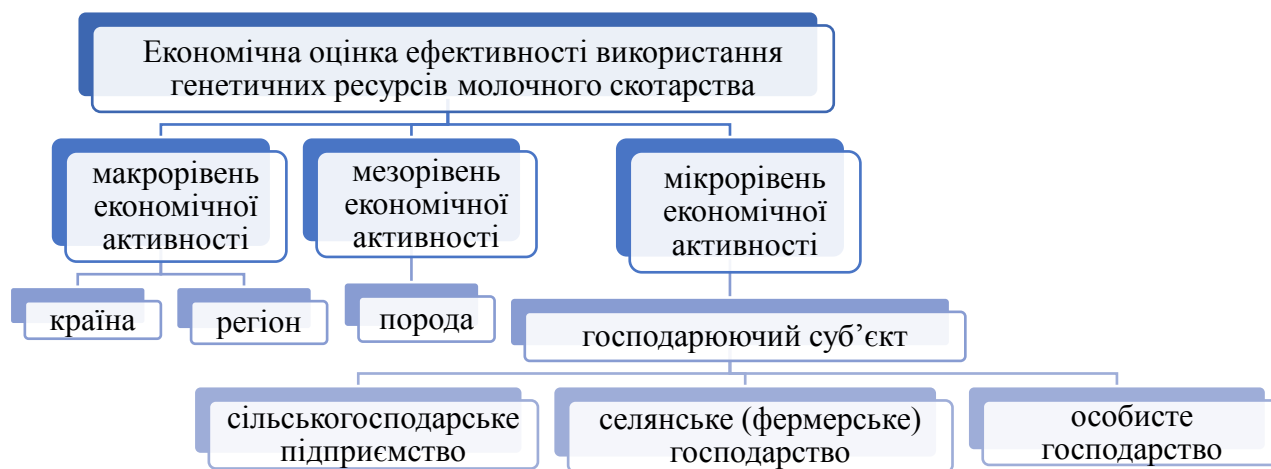 Економічна оцінка ефективності використання
генетичних ресурсів молочного скотарства
макрорівень
економічної
активності
мезорівень
економічної
активності
мікрорівень
економічної
активності
країна
регіон
порода
господарюючий суб’єкт
сільськогосподарське
підприємство
селянське (фермерське)
господарство
особисте
господарство